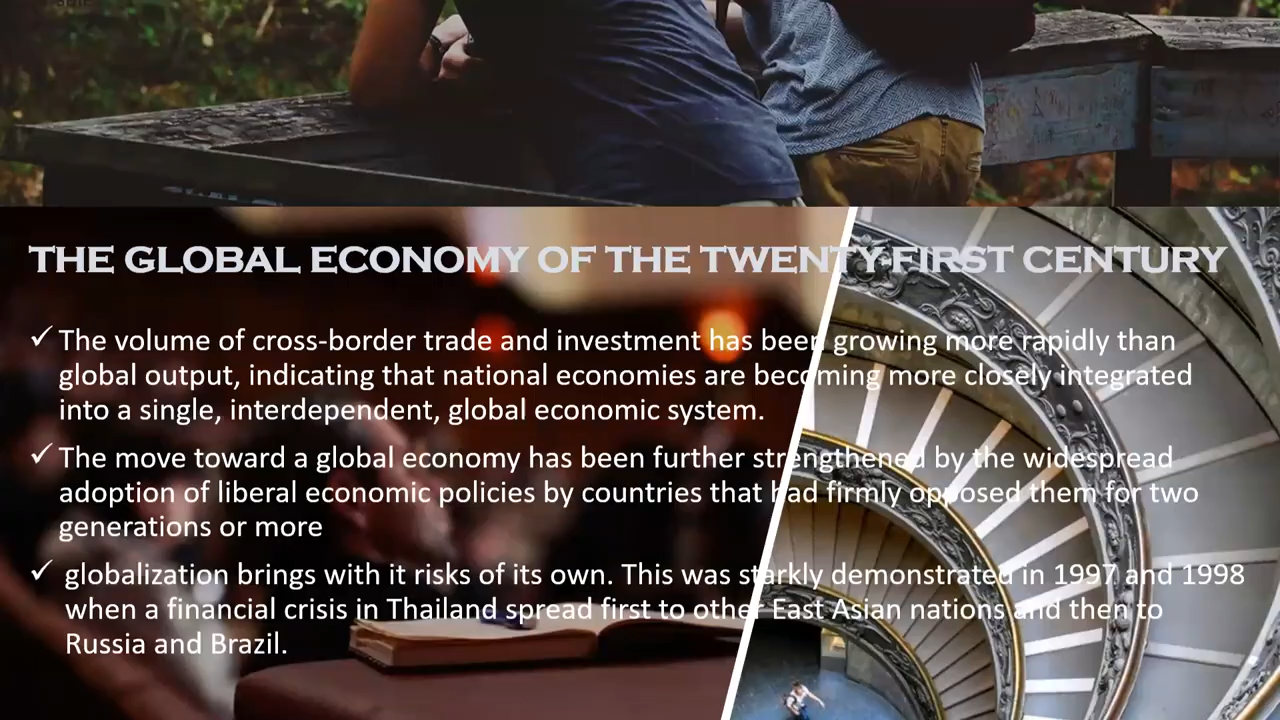 THE GLOBAL ECONOMY OF THE TWENTY-FIRST CENTURY
✓ The volume of cross-border trade and investment has been growing more rapidly than
global output, indicating that national economies are becoming more closely integrated
into a single, interdependent, global economic system.
✓ The move toward a global economy has been further strengthened by the widespread
adoption of liberal economic policies by countries that had firmly opposed them for two
generations or more
✓ globalization brings with it risks of its own. This was starkly demonstrated in 1997 and 1998
when a financial crisis in Thailand spread first to other East Asian nations and then to
Russia and Brazil.